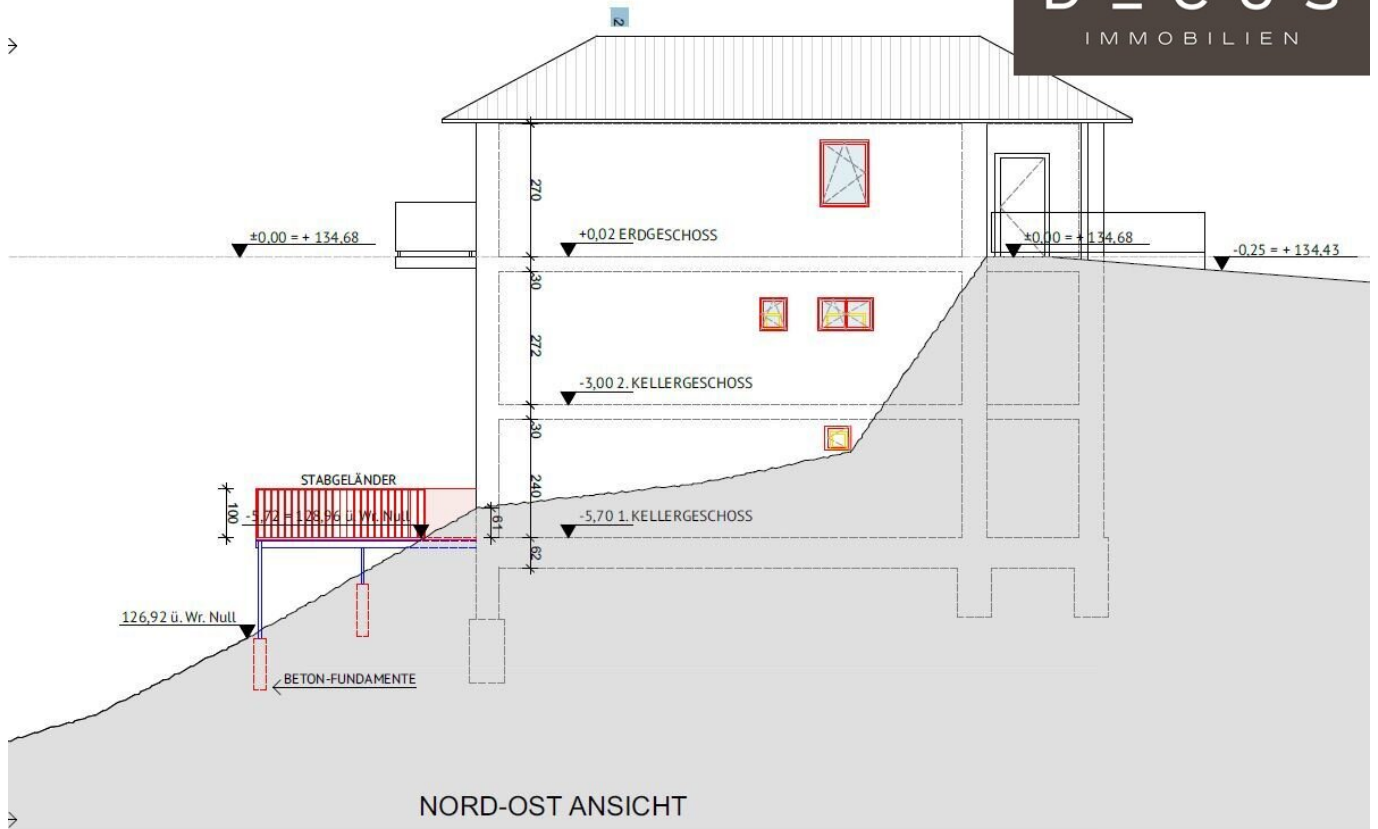 2
DECUS
IMMOBILIEN
270
±0,00 = + 134,68
+0,02 ERDGESCHOSS
±0,00 = + 134,68
-0,25 = + 134,43
30
272
-3,00 2. KELLERGESCHOSS
30
STABGELÄNDER
240
100
-5,72 = 128,96 ü. Wr. Null
61
-5,70 1. KELLERGESCHOSS
62
126,92 ü. Wr. Null
BETON-FUNDAMENTE
NORD-OST ANSICHT